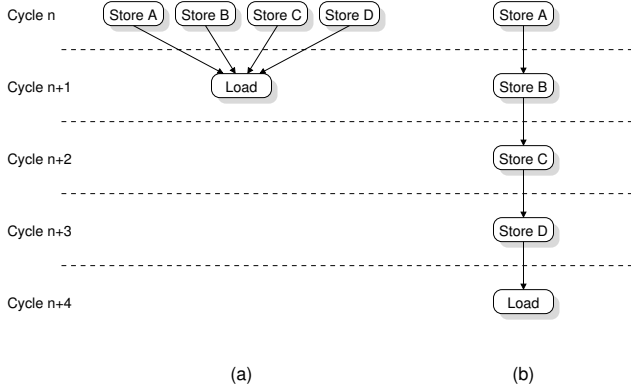 Cycle n Store A Store B Store C Store D Store A
Cycle n+1 Load Store B
Cycle n+2 Store C
Cycle n+3 Store D
Cycle n+4 Load
(a) (b)